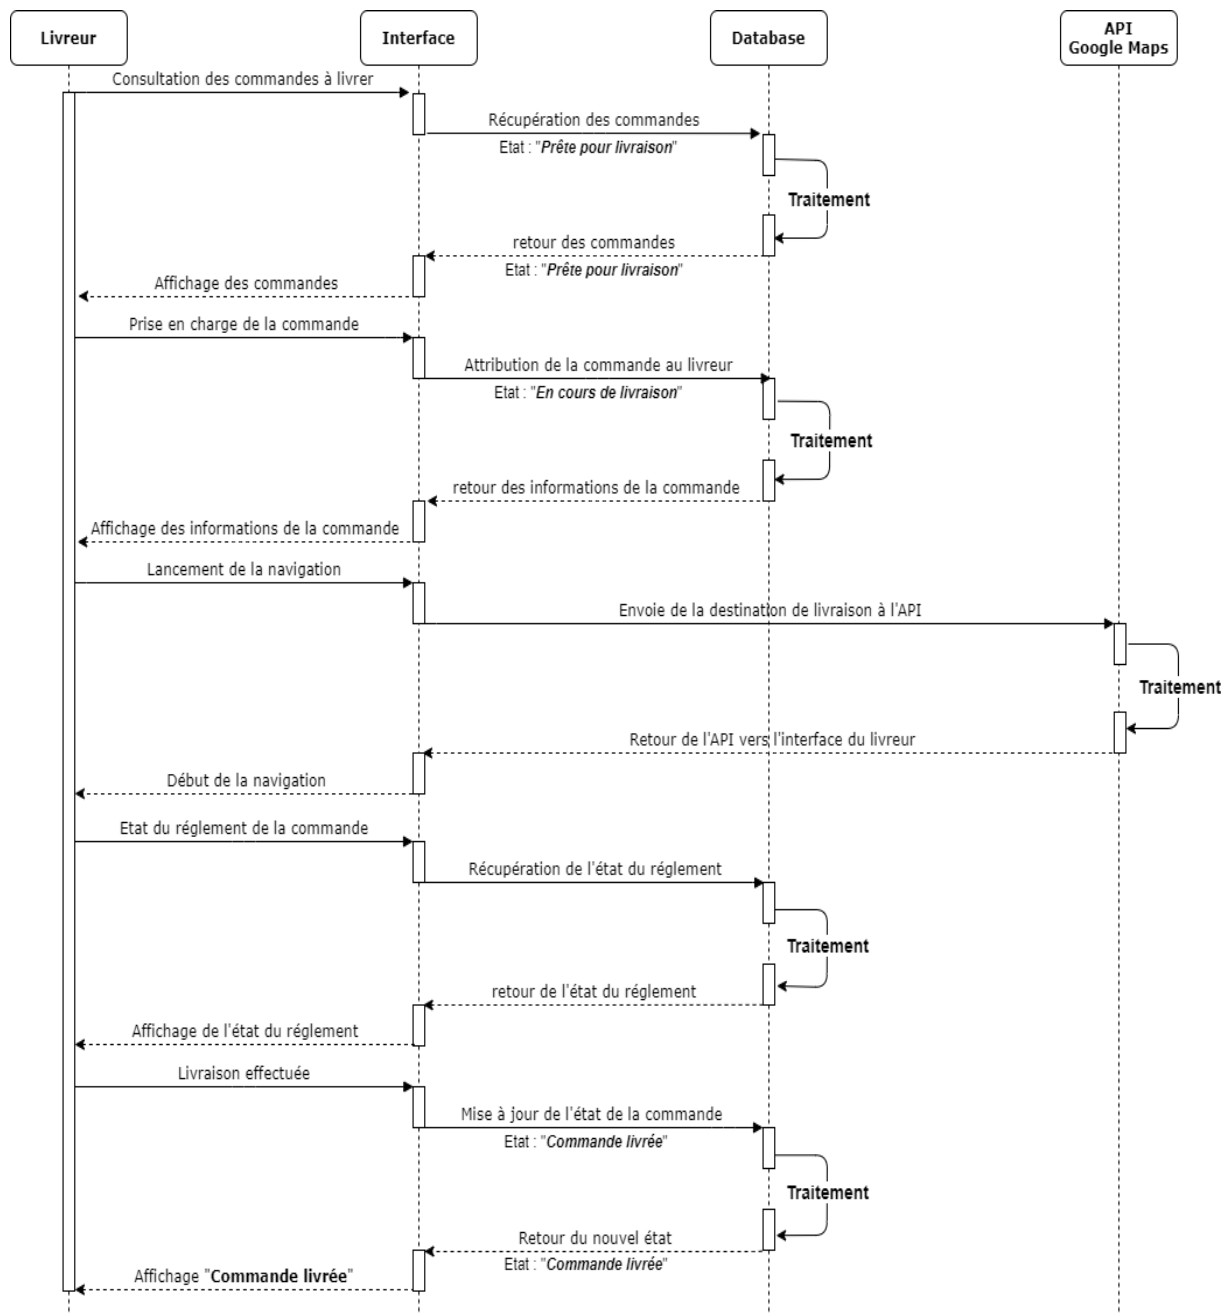 Livreur
Interface
Database
API
Google Maps
Consultation des commandes à livrer
Récupération des commandes
Etat : "Prête pour livraison"
Traitement
retour des commandes
Etat : "Prête pour livraison"
Affichage des commandes
Prise en charge de la commande
Attribution de la commande au livreur
Etat : "En cours de livraison"
Traitement
retour des informations de la commande
Affichage des informations de la commande
Lancement de la navigation
Envoie de la destination de livraison à l'API
Traitement
Retour de l'API vers l'interface du livreur
Début de la navigation
Etat du réglement de la commande
Récupération de l'état du réglement
Traitement
retour de l'état du réglement
Affichage de l'état du réglement
Livraison effectuée
Mise à jour de l'état de la commande
Etat : "Commande livrée"
Traitement
Retour du nouvel état
Etat : "Commande livrée"
Affichage "Commande livrée"